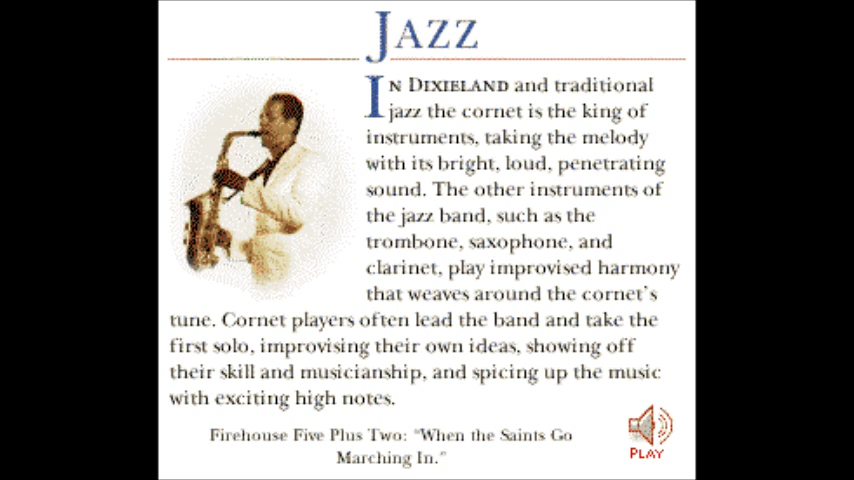 JAZZ
IN DIXIELAND and traditional
jazz the cornet is the king of
instruments, taking the melody
with its bright, loud, penetrating
sound. The other instruments of
the jazz band, such as the
trombone, saxophone, and
clarinet, play improvised harmony
that weaves around the cornet's
tune. Cornet players often lead the band and take the
first solo, improvising their own ideas, showing off
their skill and musicianship, and spicing up the music
with exciting high notes.
Firehouse Five Plus Two: "When the Saints Go
Marching In."
PLAY